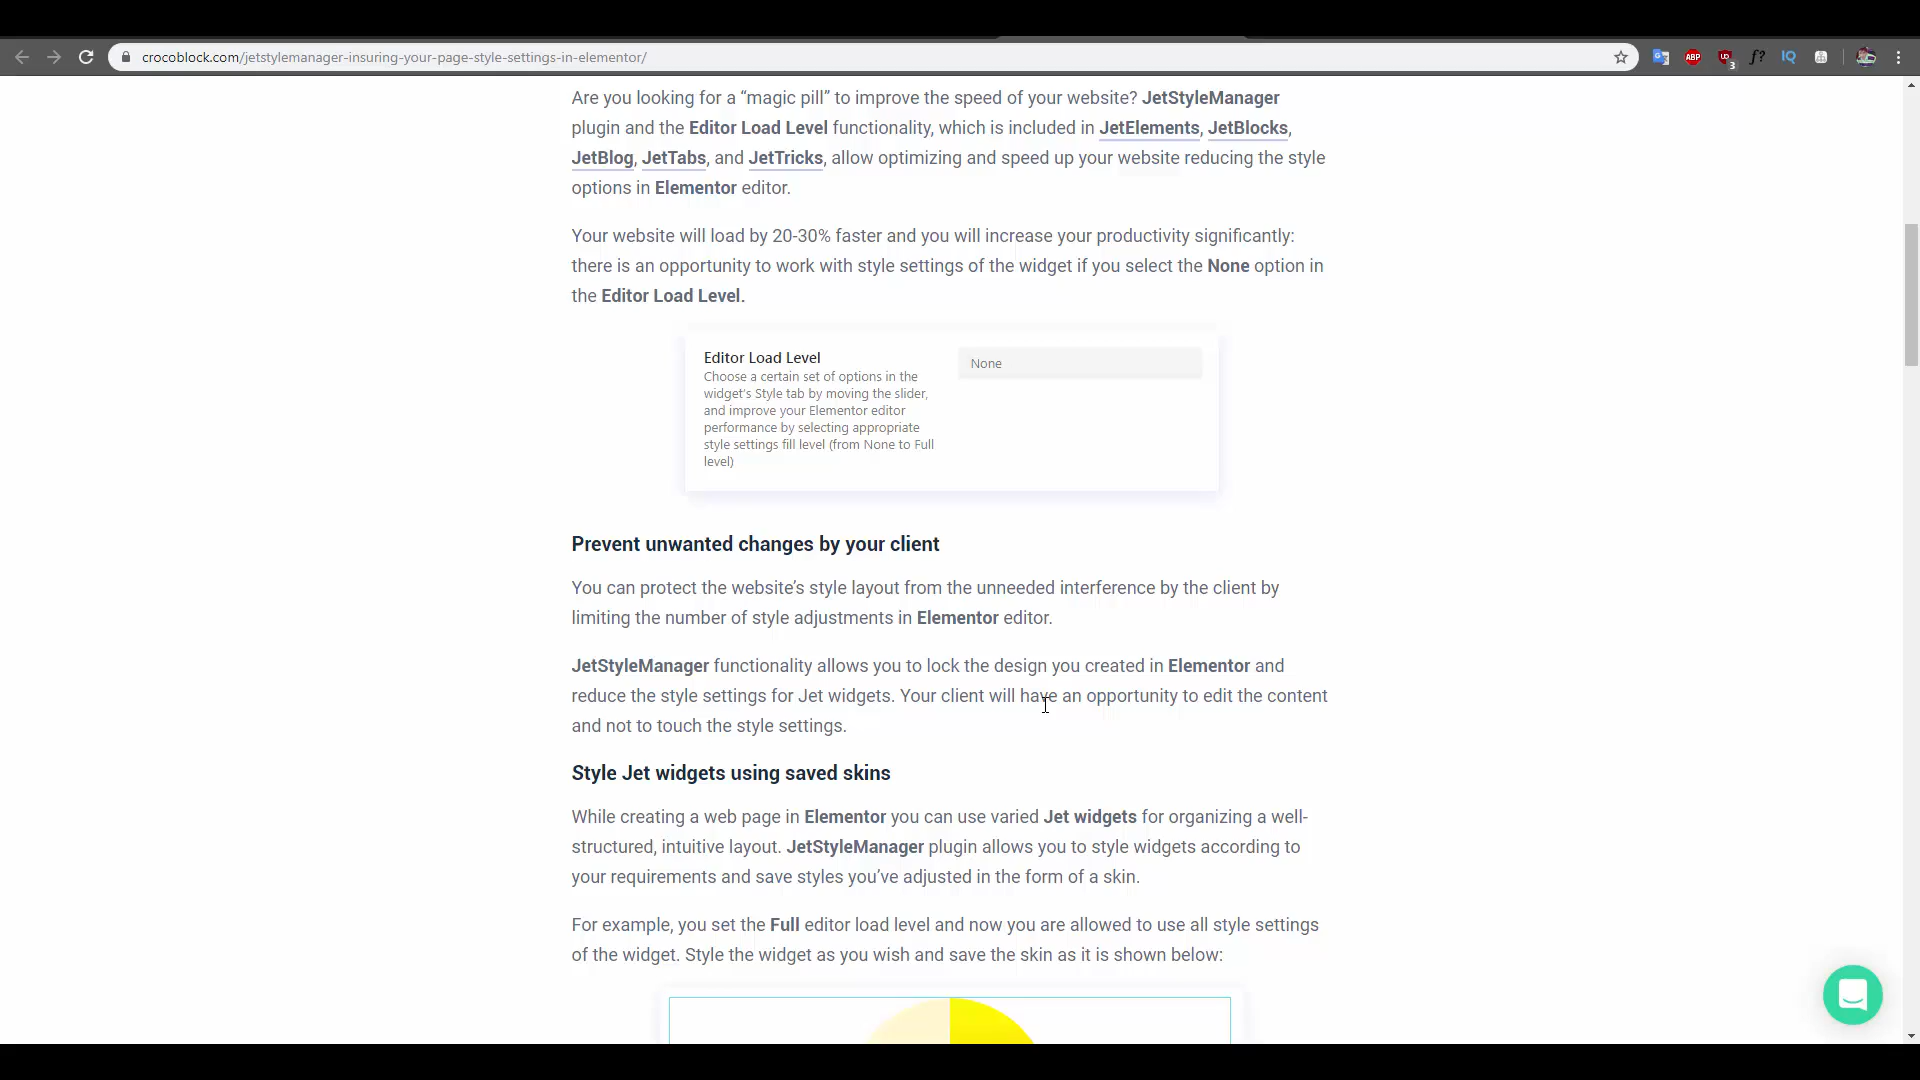 crocoblock.com/jetstylemanager-insuring-your-page-style-settings-in-elementor/
ABP
3
f?
IQ
Are you looking for a “magic pill” to improve the speed of your website? JetStyleManager
plugin and the Editor Load Level functionality, which is included in JetElements, JetBlocks,
JetBlog, JetTabs, and JetTricks, allow optimizing and speed up your website reducing the style
options in Elementor editor.
Your website will load by 20-30% faster and you will increase your productivity significantly:
there is an opportunity to work with style settings of the widget if you select the None option in
the Editor Load Level.
Editor Load Level
None
Choose a certain set of options in the
widget's Style tab by moving the slider,
and improve your Elementor editor
performance by selecting appropriate
style settings fill level (from None to Full
level)
Prevent unwanted changes by your client
You can protect the website’s style layout from the unneeded interference by the client by
limiting the number of style adjustments in Elementor editor.
JetStyleManager functionality allows you to lock the design you created in Elementor and
reduce the style settings for Jet widgets. Your client will have an opportunity to edit the content
and not to touch the style settings.
Style Jet widgets using saved skins
While creating a web page in Elementor you can use varied Jet widgets for organizing a well-
structured, intuitive layout. JetStyleManager plugin allows you to style widgets according to
your requirements and save styles you’ve adjusted in the form of a skin.
For example, you set the Full editor load level and now you are allowed to use all style settings
of the widget. Style the widget as you wish and save the skin as it is shown below: